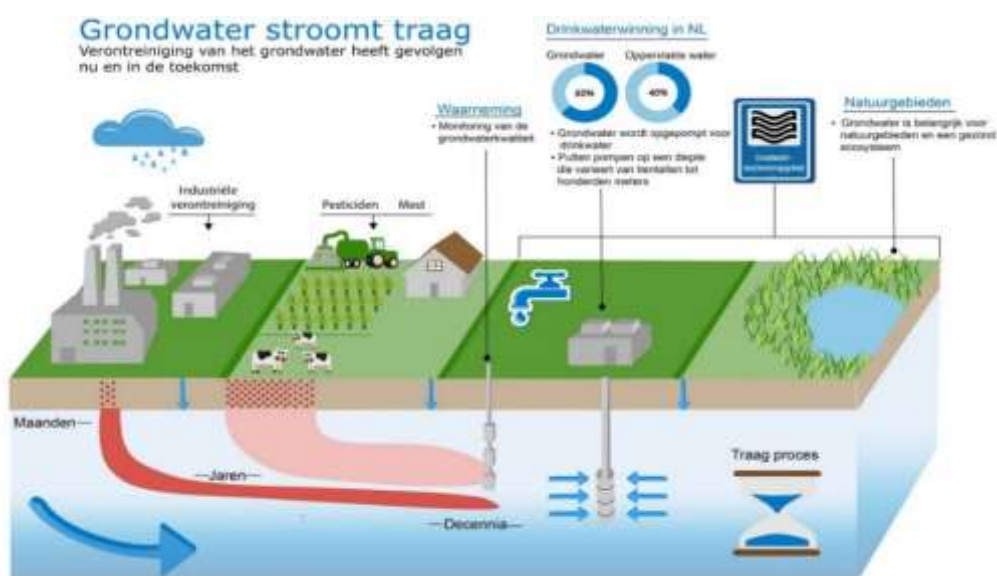 Grondwater stroomt traag
Verontreiniging van het grondwater heeft gevolgen
nu en in de toekomst
Drinkwaterwinning in NL
Grondwater
Oppervlakte water
60%
40%
Waarneming
• Monitoring van de
grondwaterkwaliteit
• Grondwater wordt opgepompt voor
drinkwater
• Putten pompen op een diepte
die varieert van tientallen tot
honderden meters
Natuurgebieden
• Grondwater is belangrijk voor
natuurgebieden en een gezond
ecosysteem
Industriële
verontreiniging
Pesticiden
Mest
Maanden
Jaren
Decennia
Traag proces